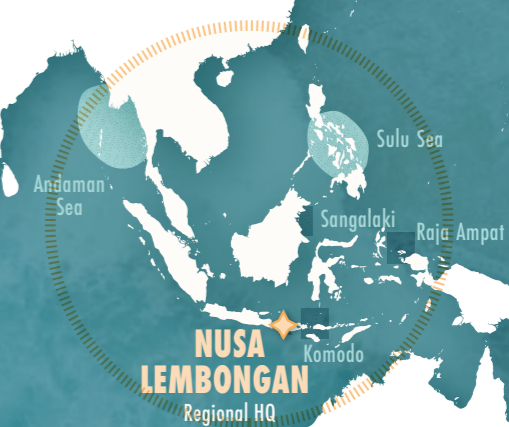 Sulu Sea
Andaman
Sea
Sangalaki
Raja Ampat
NUSA
LEMBONGAN
Regional HQ
Komodo